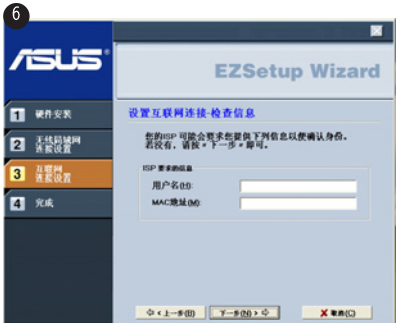 6
ASUS
EZSetup Wizard
1 硬件安装
2 无线局域网
连接设置
3 互联网
连接设置
4 完成
设置互联网连接-检查信息
您的ISP 可能会要求您提供下列信息以便确认身份。
若没有，请按“下一步”即可。
ISP 要求的信息
用户名(H):
MAC地址(M):
<上一步(B)
下一步(N)>
取消(C)